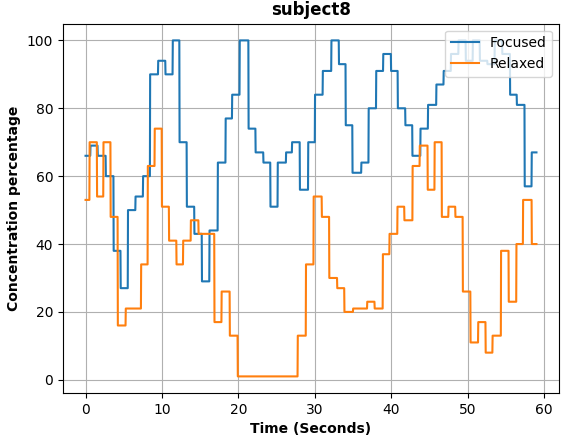 subject8
Concentration percentage
100
80
60
40
20
0
Focused
Relaxed
0 10 20 30 40 50 60
Time (Seconds)